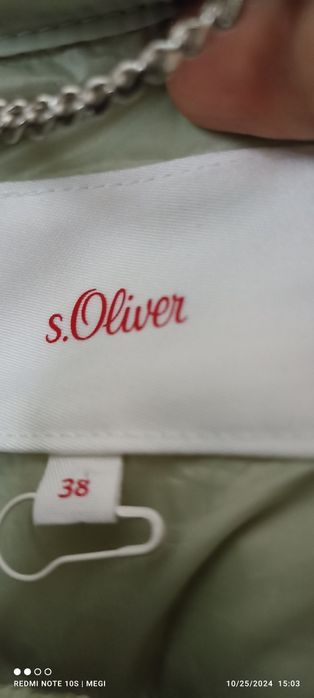 s.Oliver
38
REDMI NOTE 10S | MEGI
10/25/2024 15:03